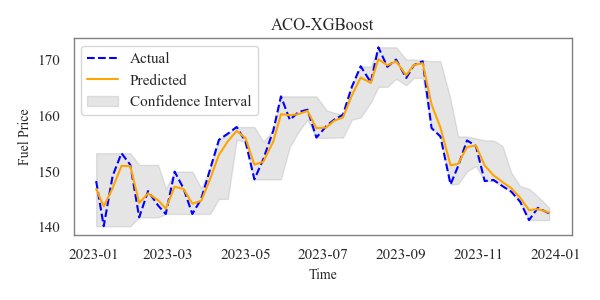 ACO-XGBoost
Actual
Predicted
Confidence Interval
Fuel Price
170
160
150
140
2023-01
2023-03
2023-05
2023-07
2023-09
2023-11
2024-01
Time